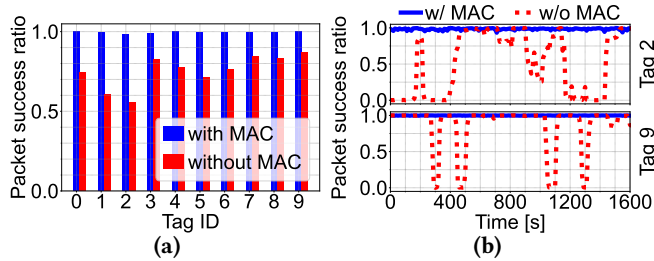 Packet success ratio
1.0
0.5
0.0
with MAC
without MAC
0 1 2 3 4 5 6 7 8 9
Tag ID
(a)
w/ MAC w/o MAC
Packet success ratio
1.0
0.5
0.0
Tag 2
1.0
0.5
0.0
Tag 9
0 400 800 1200 1600
Time [s]
(b)